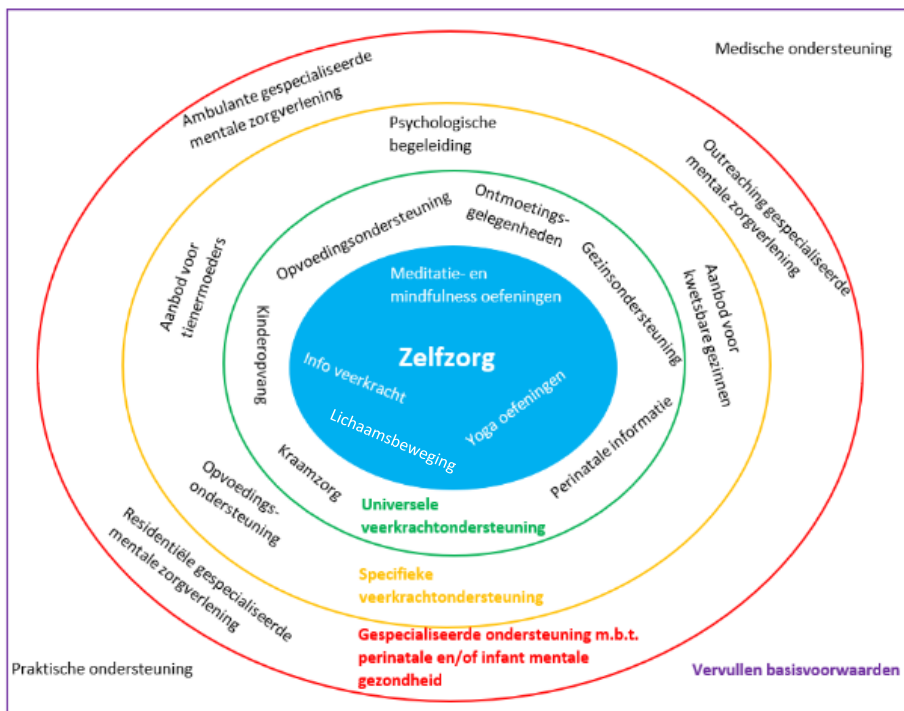 Medische ondersteuning
Ambulante gespecialiseerde
mentale zorgverlening
Psychologische
begeleiding
Outreaching gespecialiseerde
mentale zorgverlening
Ontmoetings-
gelegenheden
Opvoedingsondersteuning
Gezinsondersteuning
Aanbod voor
tienermoeders
Aanbod voor
kwetsbare gezinnen
Meditatie- en
mindfulness oefeningen
Kinderopvang
Zelfzorg
Info veerkracht
Yoga oefeningen
Lichaamsbeweging
Perinatale informatie
Kraamzorg
Opvoedings-
ondersteuning
Universele
veerkrachtondersteuning
Residentiële gespecialiseerde
mentale zorgverlening
Specifieke
veerkrachtondersteuning
Gespecialiseerde ondersteuning m.b.t.
perinatale en/of infant mentale
gezondheid
Praktische ondersteuning
Vervullen basisvoorwaarden